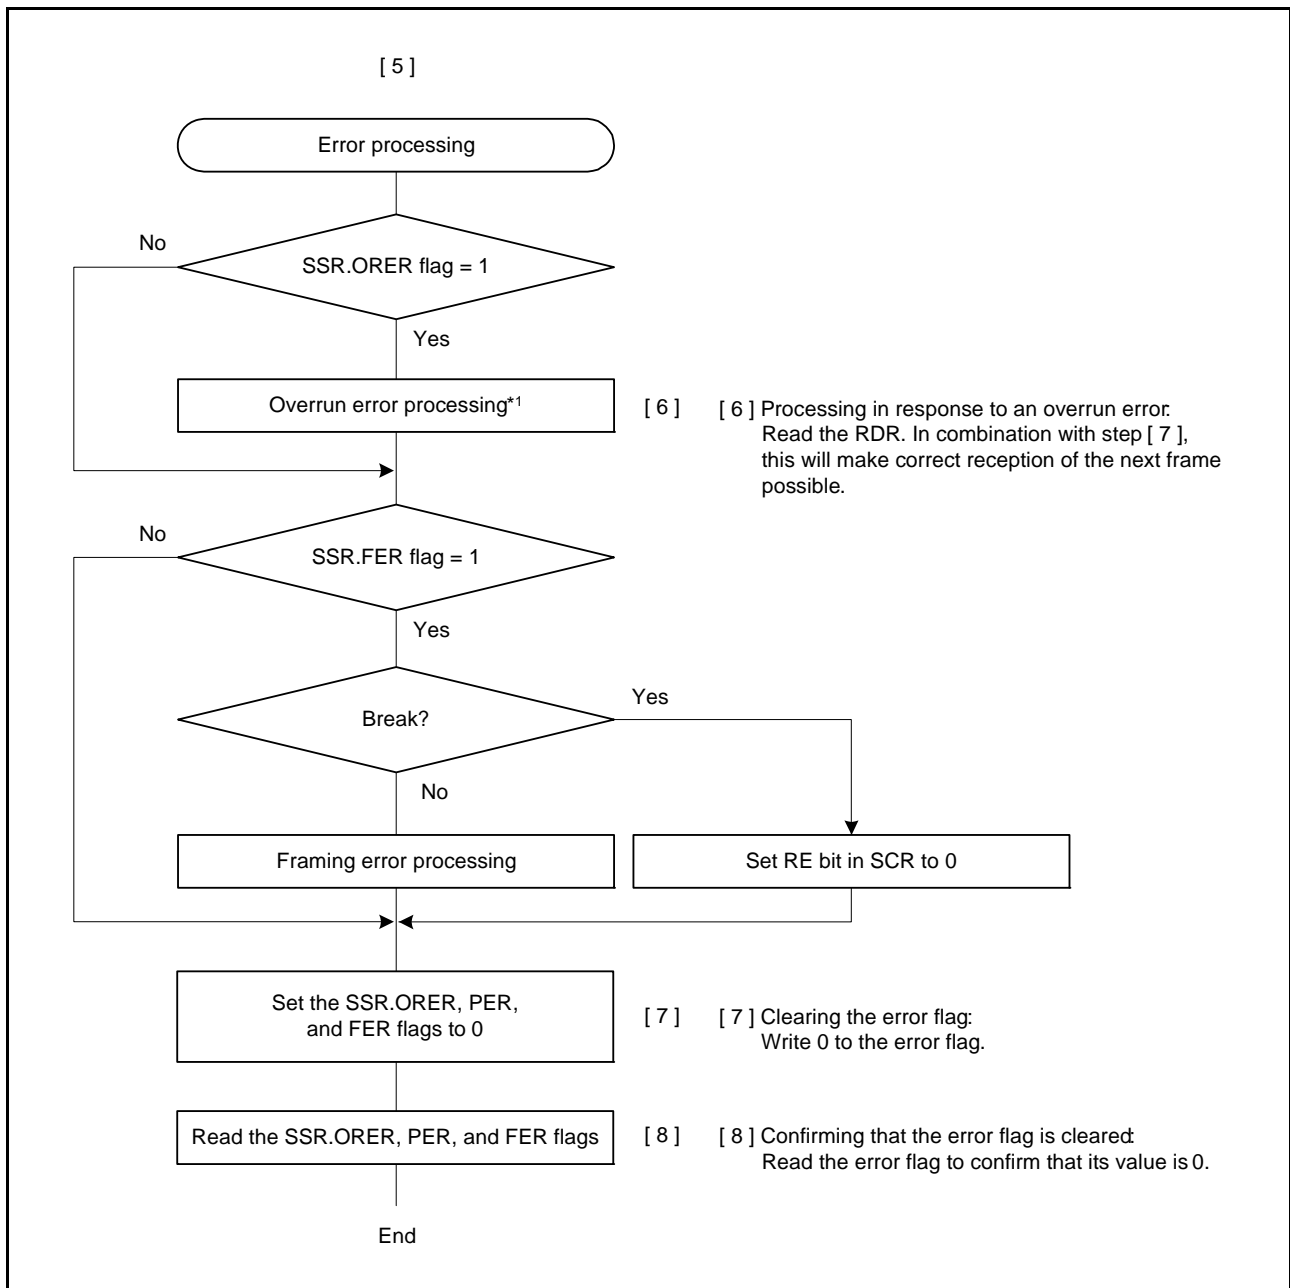 [ 5 ]
Error processing
No
SSR.ORER flag = 1
Yes
Overrun error processing*1
[ 6 ]
[ 6 ] Processing in response to an overrun error:
Read the RDR. In combination with step [ 7 ],
this will make correct reception of the next frame
possible.
No
SSR.FER flag = 1
Yes
Break?
Yes
No
Framing error processing
Set RE bit in SCR to 0
Set the SSR.ORER, PER,
and FER flags to 0
[ 7 ]
[ 7 ] Clearing the error flag:
Write 0 to the error flag.
Read the SSR.ORER, PER, and FER flags
[ 8 ]
[ 8 ] Confirming that the error flag is cleared:
Read the error flag to confirm that its value is 0.
End